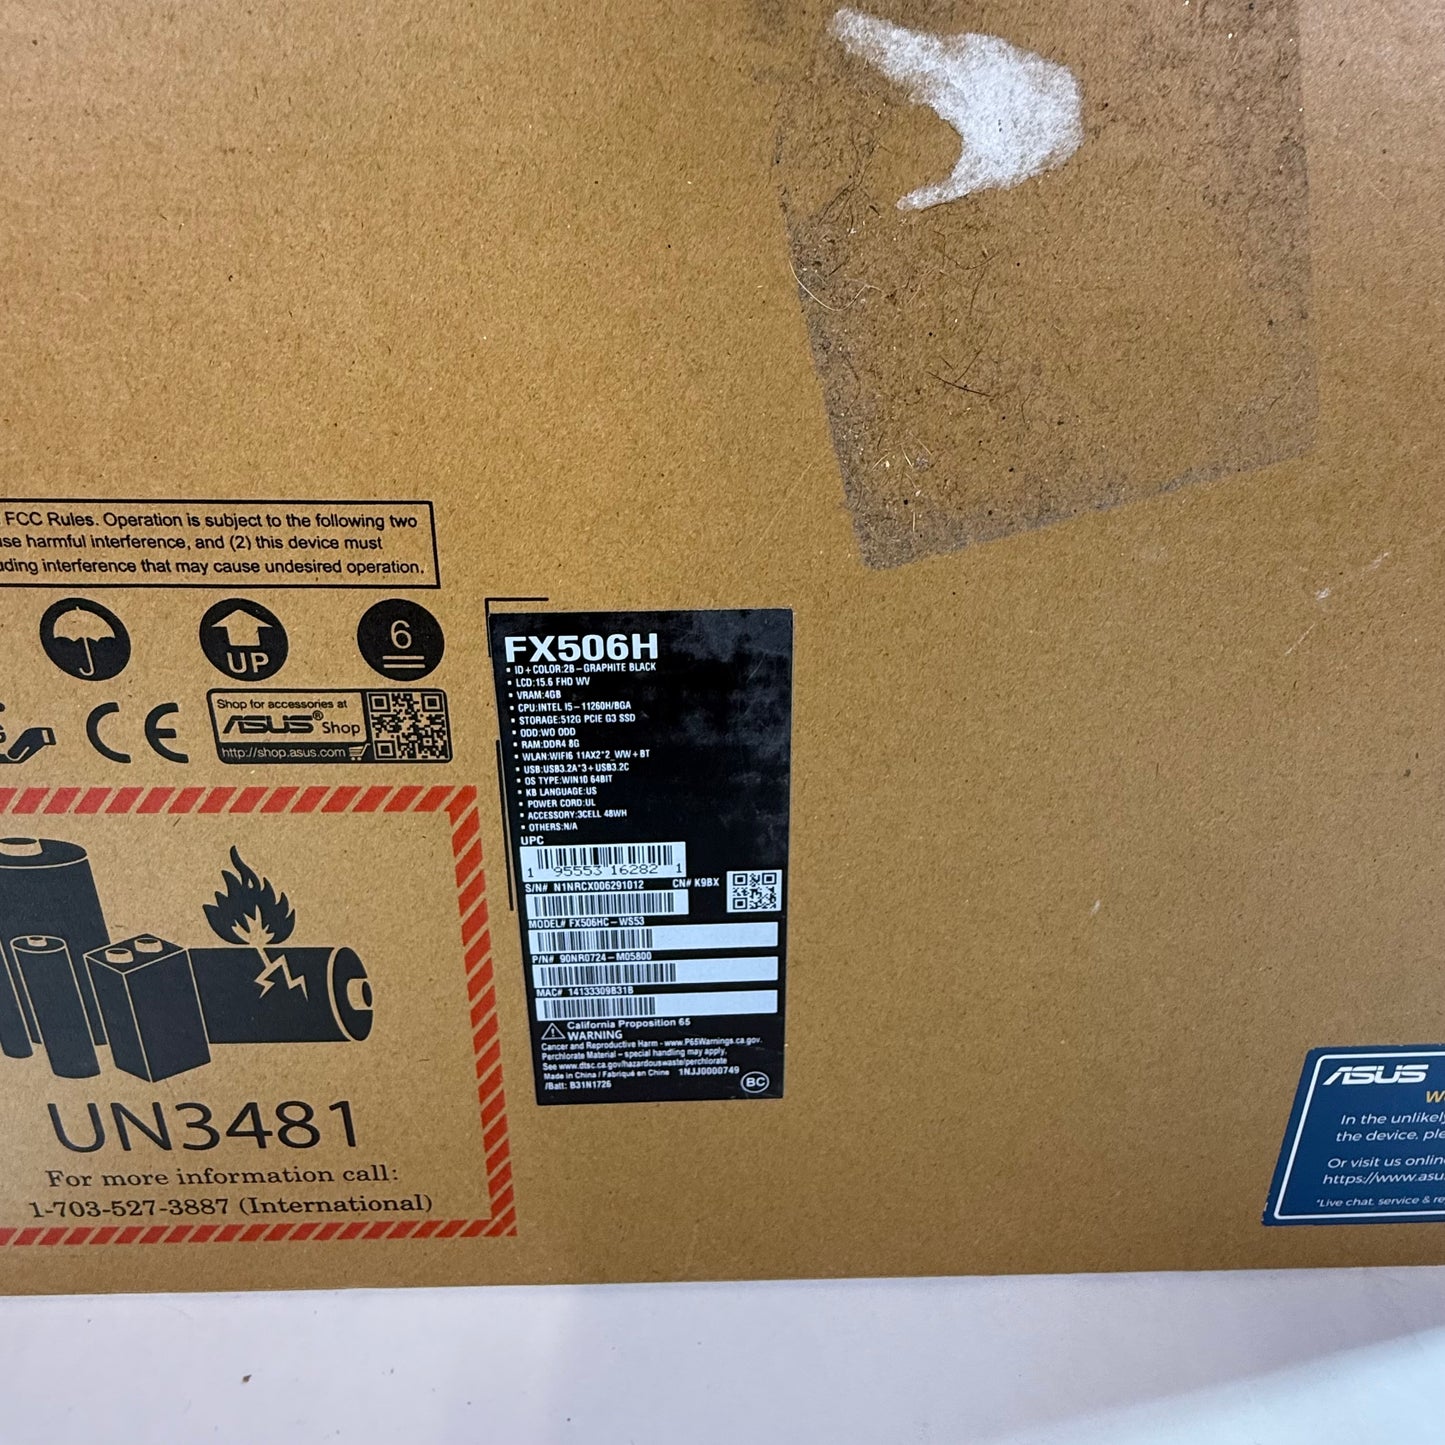 FCC Rules. Operation is subject to the following two
use harmful interference, and (2) this device must
uding interference that may cause undesired operation.
UP
6
CE
Shop for accessories at
ASUS® Shop
http://shop.asus.com
UN3481
For more information call:
1-703-527-3887 (International)
FX506H
• ID+COLOR:2B-GRAPHITE BLACK
• LCD:15.6 FHD WV
• VRAM:4GB
• CPU:INTEL I5-11260H/BGA
• STORAGE:512G PCIE G3 SSD
• ODD:WO ODD
• RAM:DDR4 8G
• WLAN:WIFI6 11AX2*2_WW+BT
• USB:USB3.2A*3+USB3.2C
• OS TYPE:WIN10 64BIT
• KB LANGUAGE:US
• POWER CORD:UL
• ACCESSORY:3CELL 48WH
• OTHERS:N/A
UPC
1 95553 16282 1
S/N# N1NRCX006291012 CN# K9BX
MODEL# FX506HC-WS53
P/N# 90NR0724-M05800
MAC# 14133309B31B
California Proposition 65
WARNING
Cancer and Reproductive Harm - www.P65Warnings.ca.gov.
Perchlorate Material - special handling may apply.
See www.dtsc.ca.gov/hazardouswaste/perchlorate
Made in China / Fabriqué en Chine 1NJJ0000749
/Batt: B31N1726
BC
ASUS
In the unlikely
the device, ple
Or visit us onlin
https://www.asu
*Live chat, service & re